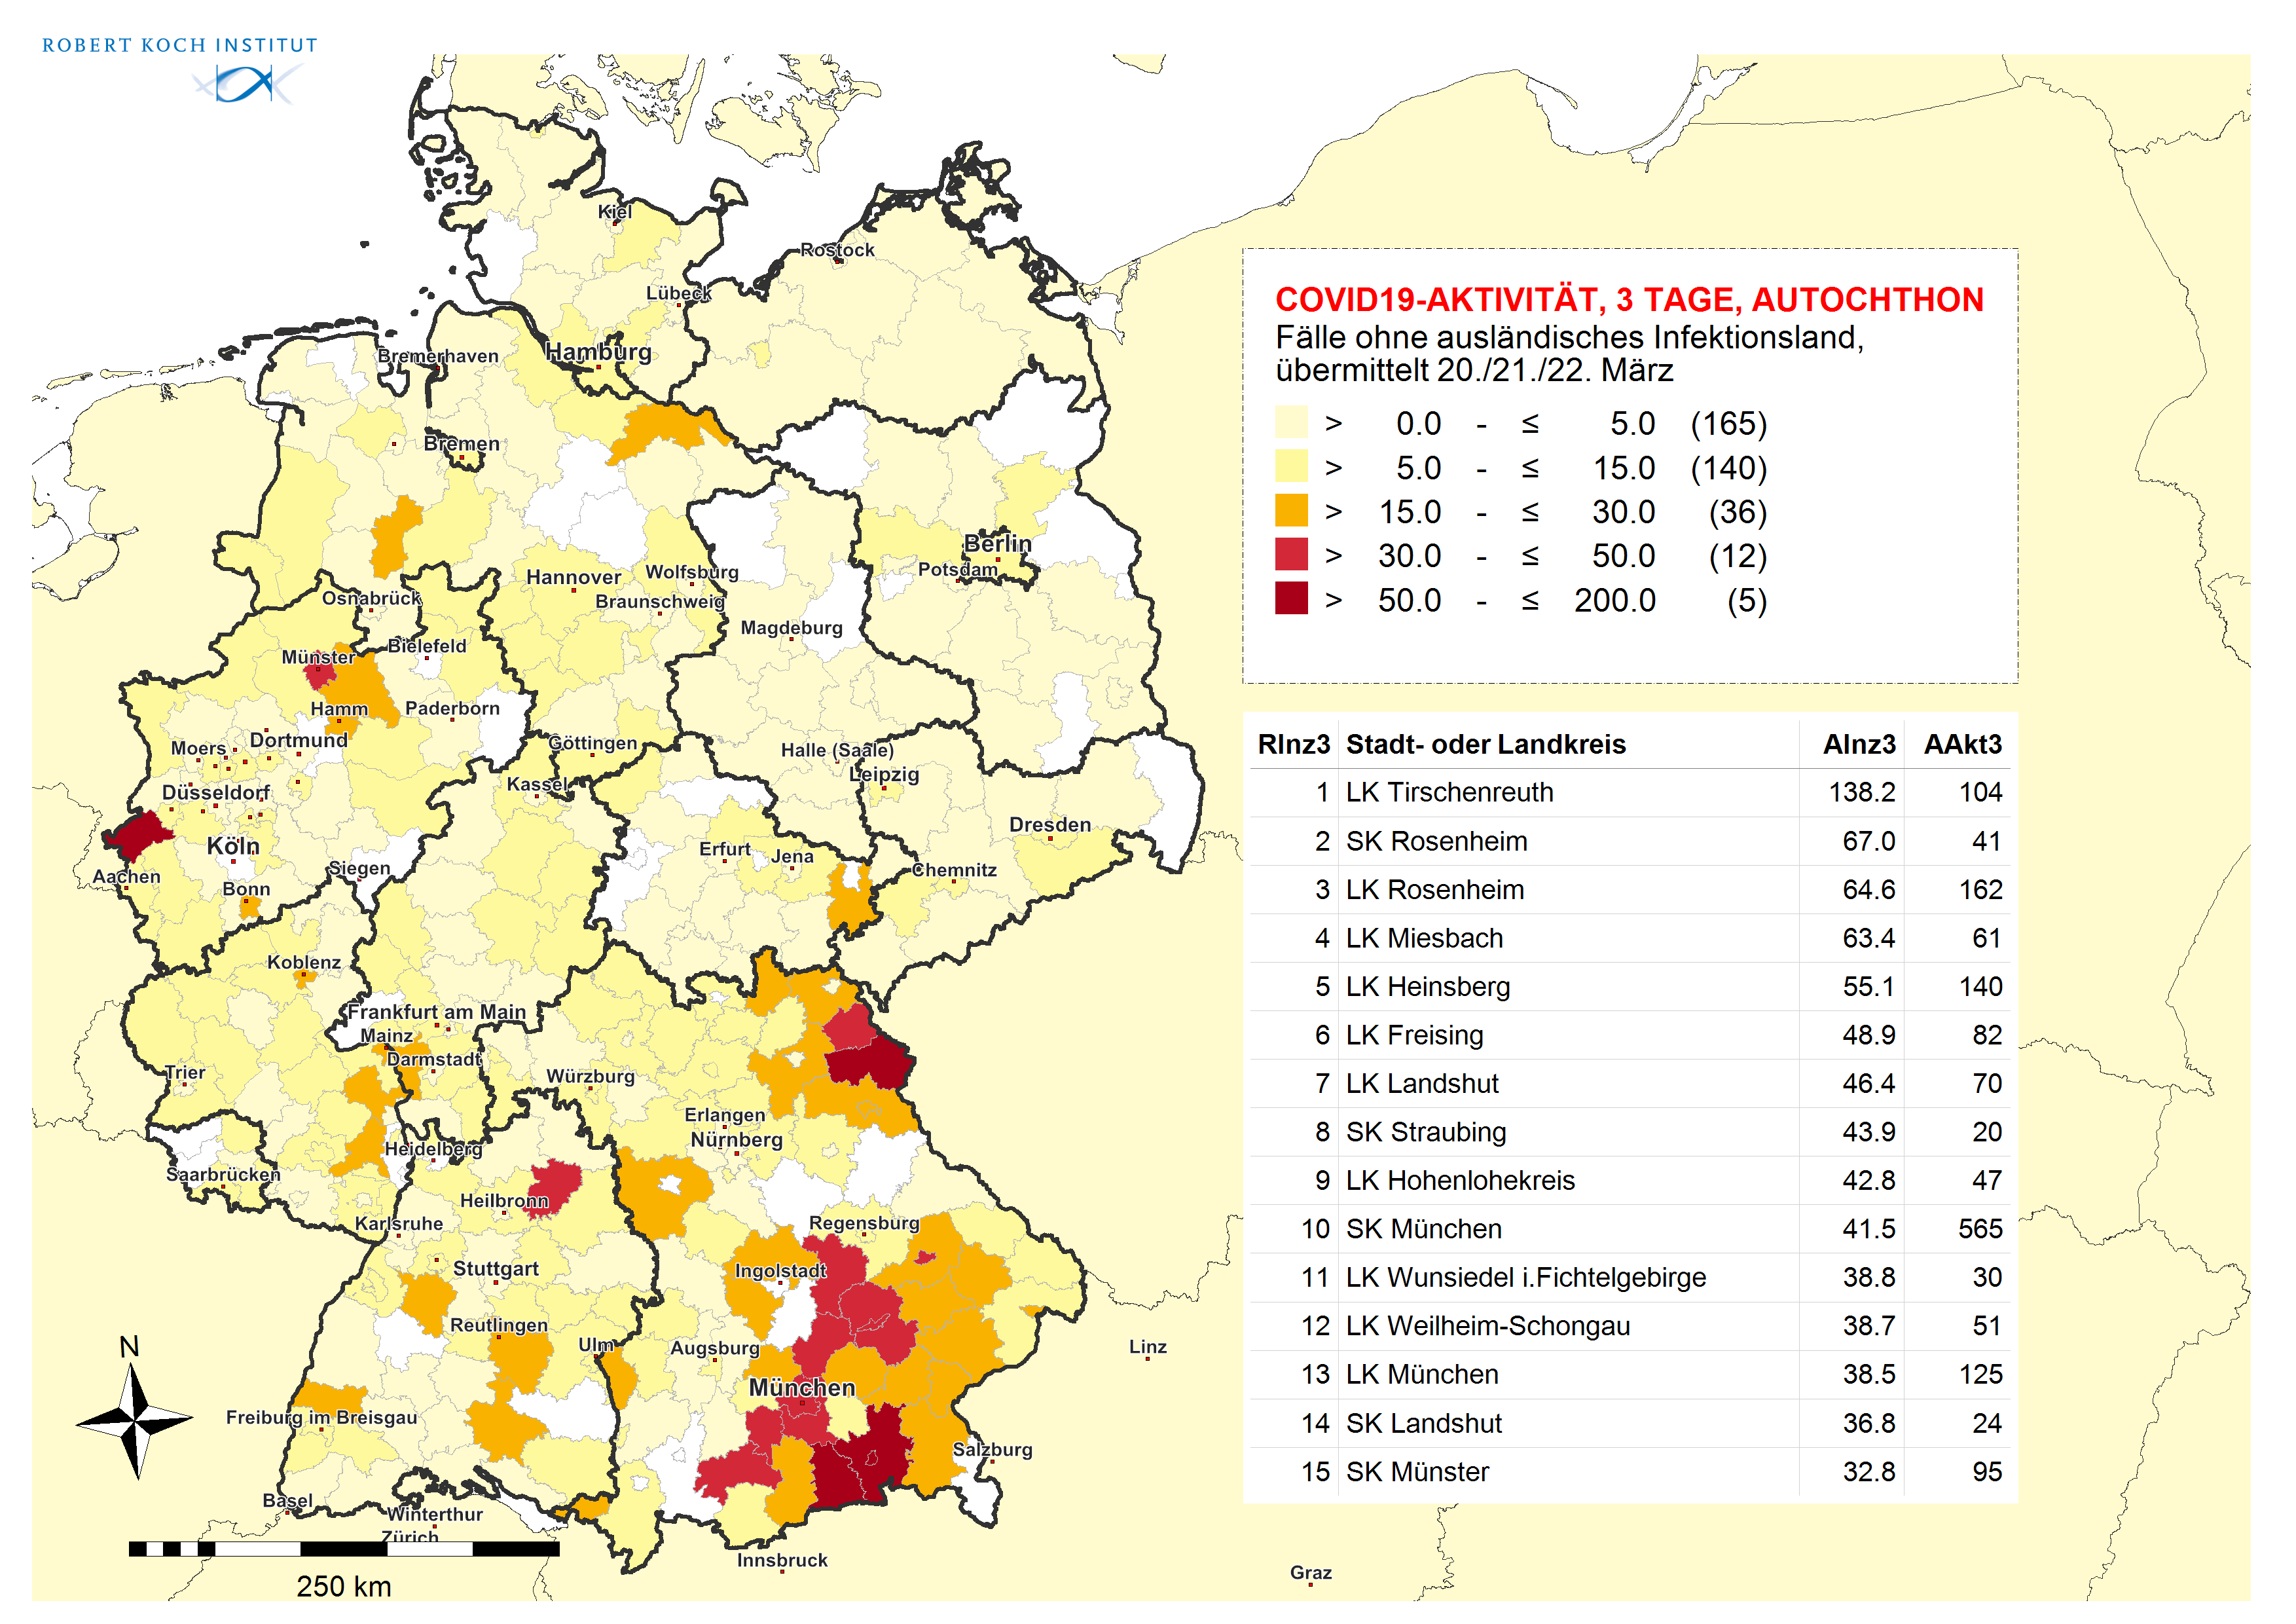 ROBERT KOCH INSTITUT
COVID19-AKTIVITÄT, 3 TAGE, AUTOCHTHON
Fälle ohne ausländisches Infektionsland,
übermittelt 20./21./22. März
> 0.0 - ≤ 5.0 (165)
> 5.0 - ≤ 15.0 (140)
> 15.0 - ≤ 30.0 (36)
> 30.0 - ≤ 50.0 (12)
> 50.0 - ≤ 200.0 (5)
RInz3 Stadt- oder Landkreis AInz3 AAkt3
1 LK Tirschenreuth 138.2 104
2 SK Rosenheim 67.0 41
3 LK Rosenheim 64.6 162
4 LK Miesbach 63.4 61
5 LK Heinsberg 55.1 140
6 LK Freising 48.9 82
7 LK Landshut 46.4 70
8 SK Straubing 43.9 20
9 LK Hohenlohekreis 42.8 47
10 SK München 41.5 565
11 LK Wunsiedel i.Fichtelgebirge 38.8 30
12 LK Weilheim-Schongau 38.7 51
13 LK München 38.5 125
14 SK Landshut 36.8 24
15 SK Münster 32.8 95
Kiel
Rostock
Lübeck
Hamburg
Bremerhaven
Bremen
Berlin
Potsdam
Hannover
Wolfsburg
Braunschweig
Osnabrück
Magdeburg
Bielefeld
Münster
Hamm
Paderborn
Dortmund
Moers
Göttingen
Halle (Saale)
Leipzig
Kassel
Düsseldorf
Dresden
Köln
Erfurt
Jena
Chemnitz
Siegen
Aachen
Bonn
Koblenz
Frankfurt am Main
Mainz
Darmstadt
Trier
Würzburg
Erlangen
Nürnberg
Heidelberg
Saarbrücken
Heilbronn
Karlsruhe
Regensburg
Stuttgart
Ingolstadt
Reutlingen
Ulm
Augsburg
Linz
München
Freiburg im Breisgau
Salzburg
Basel
Winterthur
Zürich
Innsbruck
Graz
N
250 km